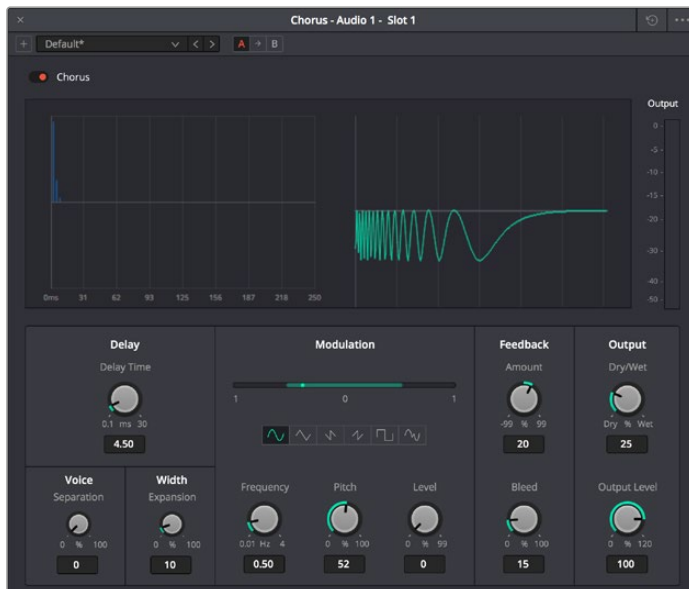 Chorus - Audio 1 - Slot 1
Default*
A B
Chorus
Output
0
-5
-10
-15
-20
-30
-40
-50
0ms 31 62 93 125 156 187 218 250
Delay
Delay Time
0.1 ms 30
4.50
Modulation
1 0 1
Feedback
Amount
-99 % 99
20
Output
Dry/Wet
Dry % Wet
25
Voice
Separation
0 % 100
0
Width
Expansion
0 % 100
10
Frequency
0.01 Hz 4
0.50
Pitch
0 % 100
52
Level
0 % 99
0
Bleed
0 % 100
15
Output Level
0 % 120
100